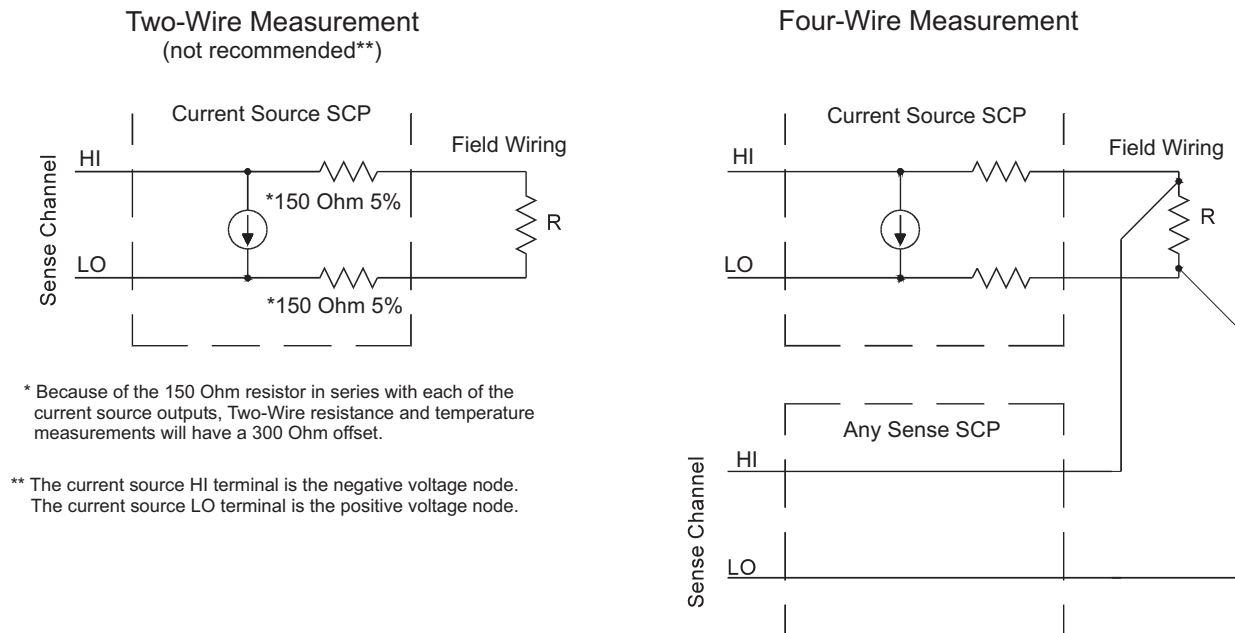 Two-Wire Measurement
(not recommended**)
Current Source SCP
Field Wiring
HI
*150 Ohm 5%
R
Sense Channel
LO
*150 Ohm 5%
* Because of the 150 Ohm resistor in series with each of the
current source outputs, Two-Wire resistance and temperature
measurements will have a 300 Ohm offset.
** The current source HI terminal is the negative voltage node.
The current source LO terminal is the positive voltage node.
Four-Wire Measurement
Current Source SCP
Field Wiring
HI
R
LO
Any Sense SCP
HI
Sense Channel
LO